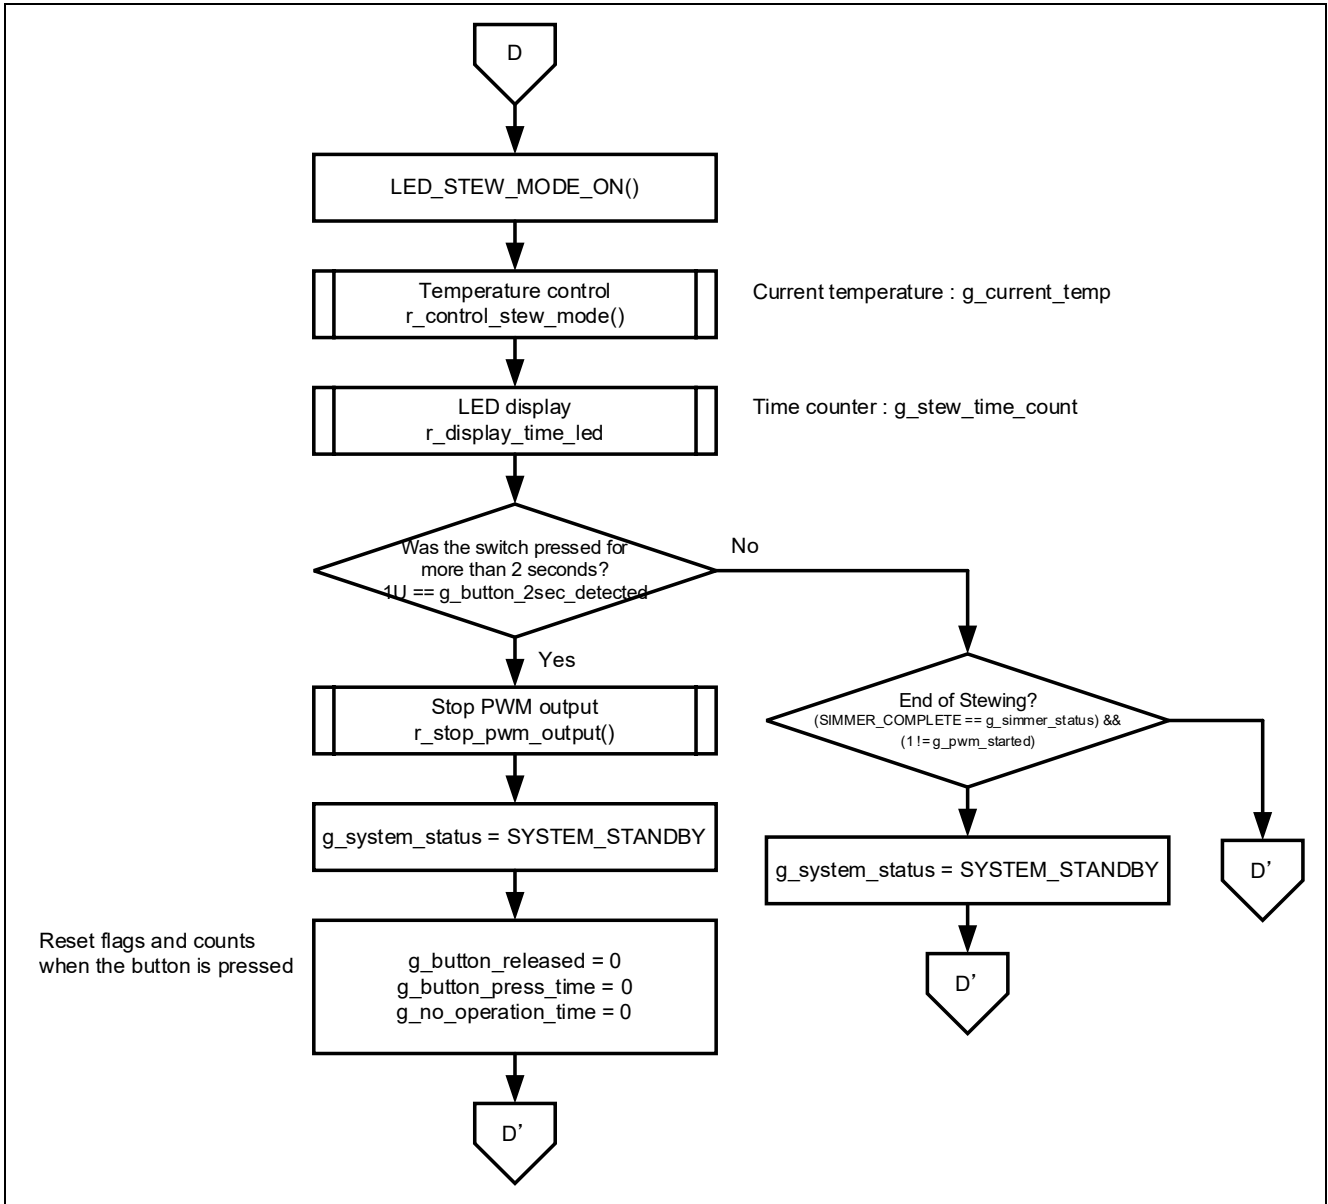 D
LED_STEW_MODE_ON()
Temperature control
r_control_stew_mode()
Current temperature : g_current_temp
LED display
r_display_time_led
Time counter : g_stew_time_count
Was the switch pressed for
more than 2 seconds?
1U == g_button_2sec_detected
No
Yes
End of Stewing?
(SIMMER_COMPLETE == g_simmer_status) &&
(1 != g_pwm_started)
Stop PWM output
r_stop_pwm_output()
g_system_status = SYSTEM_STANDBY
g_system_status = SYSTEM_STANDBY
D’
D’
Reset flags and counts
when the button is pressed
g_button_released = 0
g_button_press_time = 0
g_no_operation_time = 0
D’